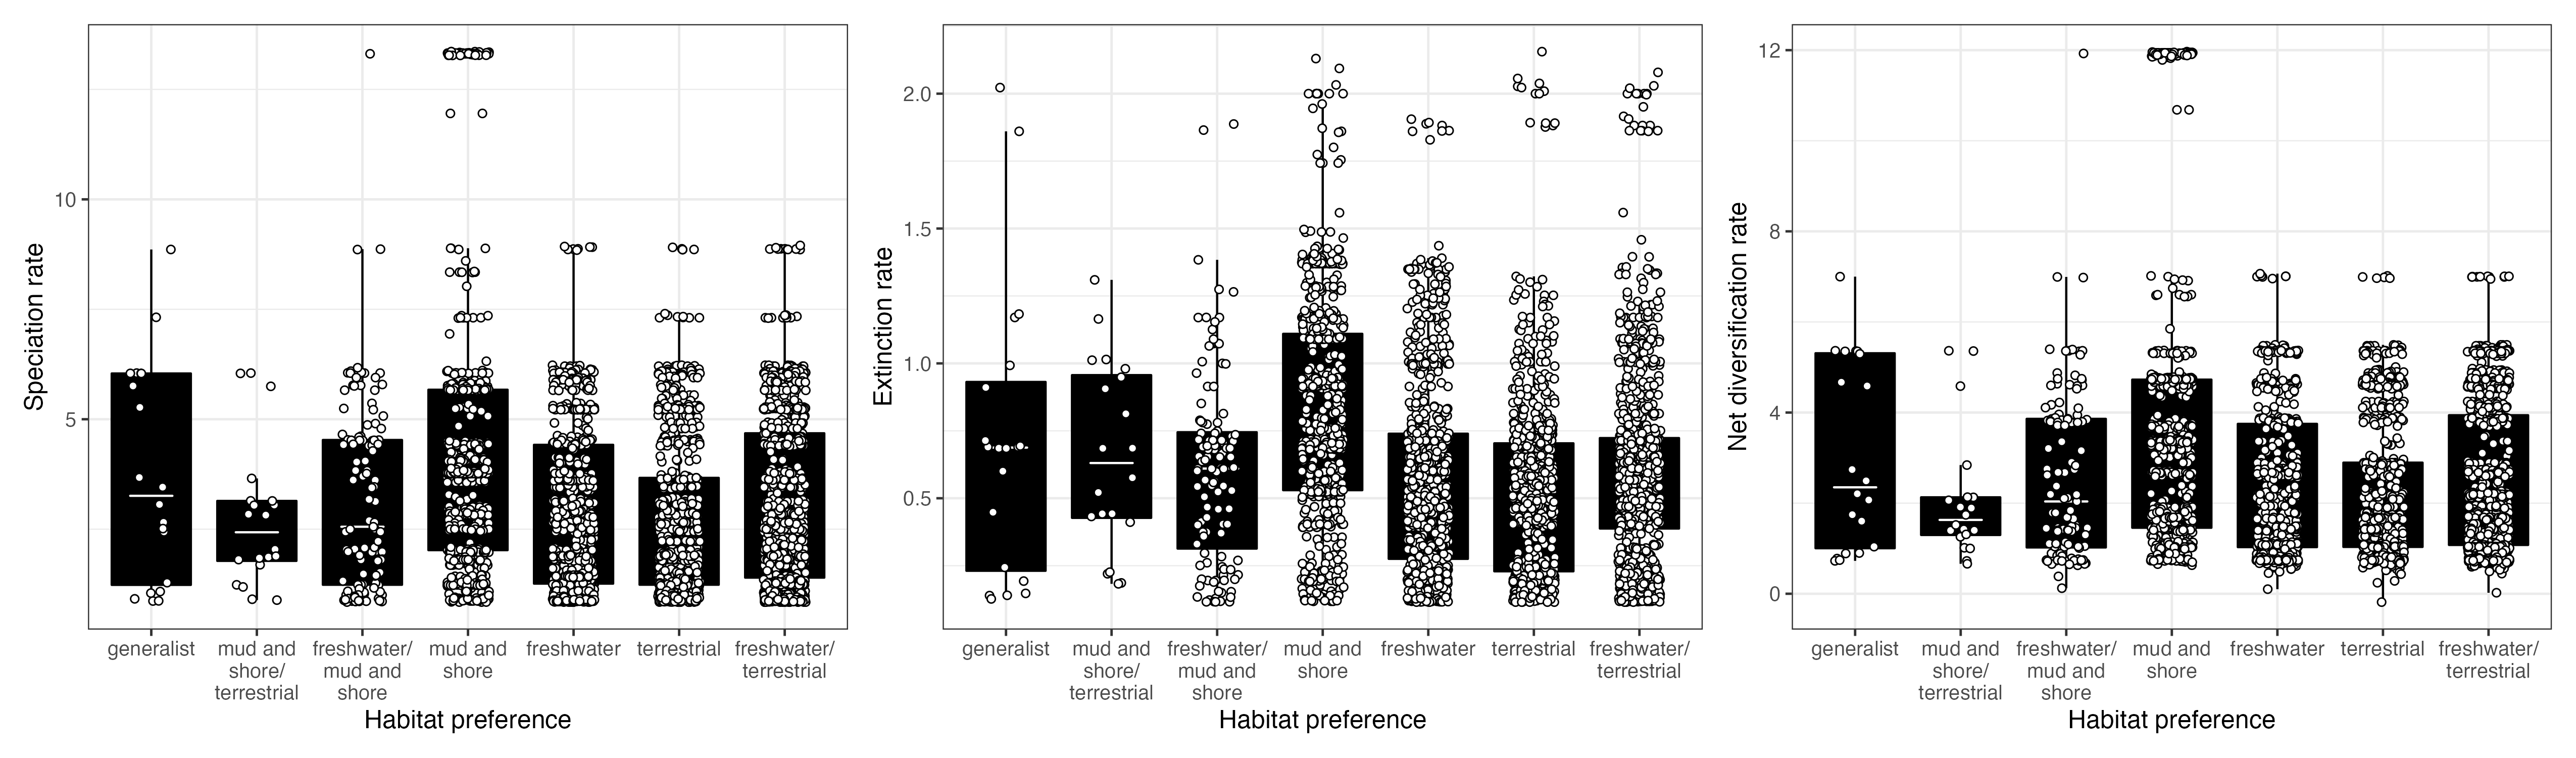 Speciation rate
10
5
generalist
mud and
shore/
terrestrial
freshwater/
mud and
shore
mud and
shore
freshwater
terrestrial
freshwater/
terrestrial
Habitat preference
Extinction rate
2.0
1.5
1.0
0.5
generalist
mud and
shore/
terrestrial
freshwater/
mud and
shore
mud and
shore
freshwater
terrestrial
freshwater/
terrestrial
Habitat preference
Net diversification rate
12
8
4
0
generalist
mud and
shore/
terrestrial
freshwater/
mud and
shore
mud and
shore
freshwater
terrestrial
freshwater/
terrestrial
Habitat preference